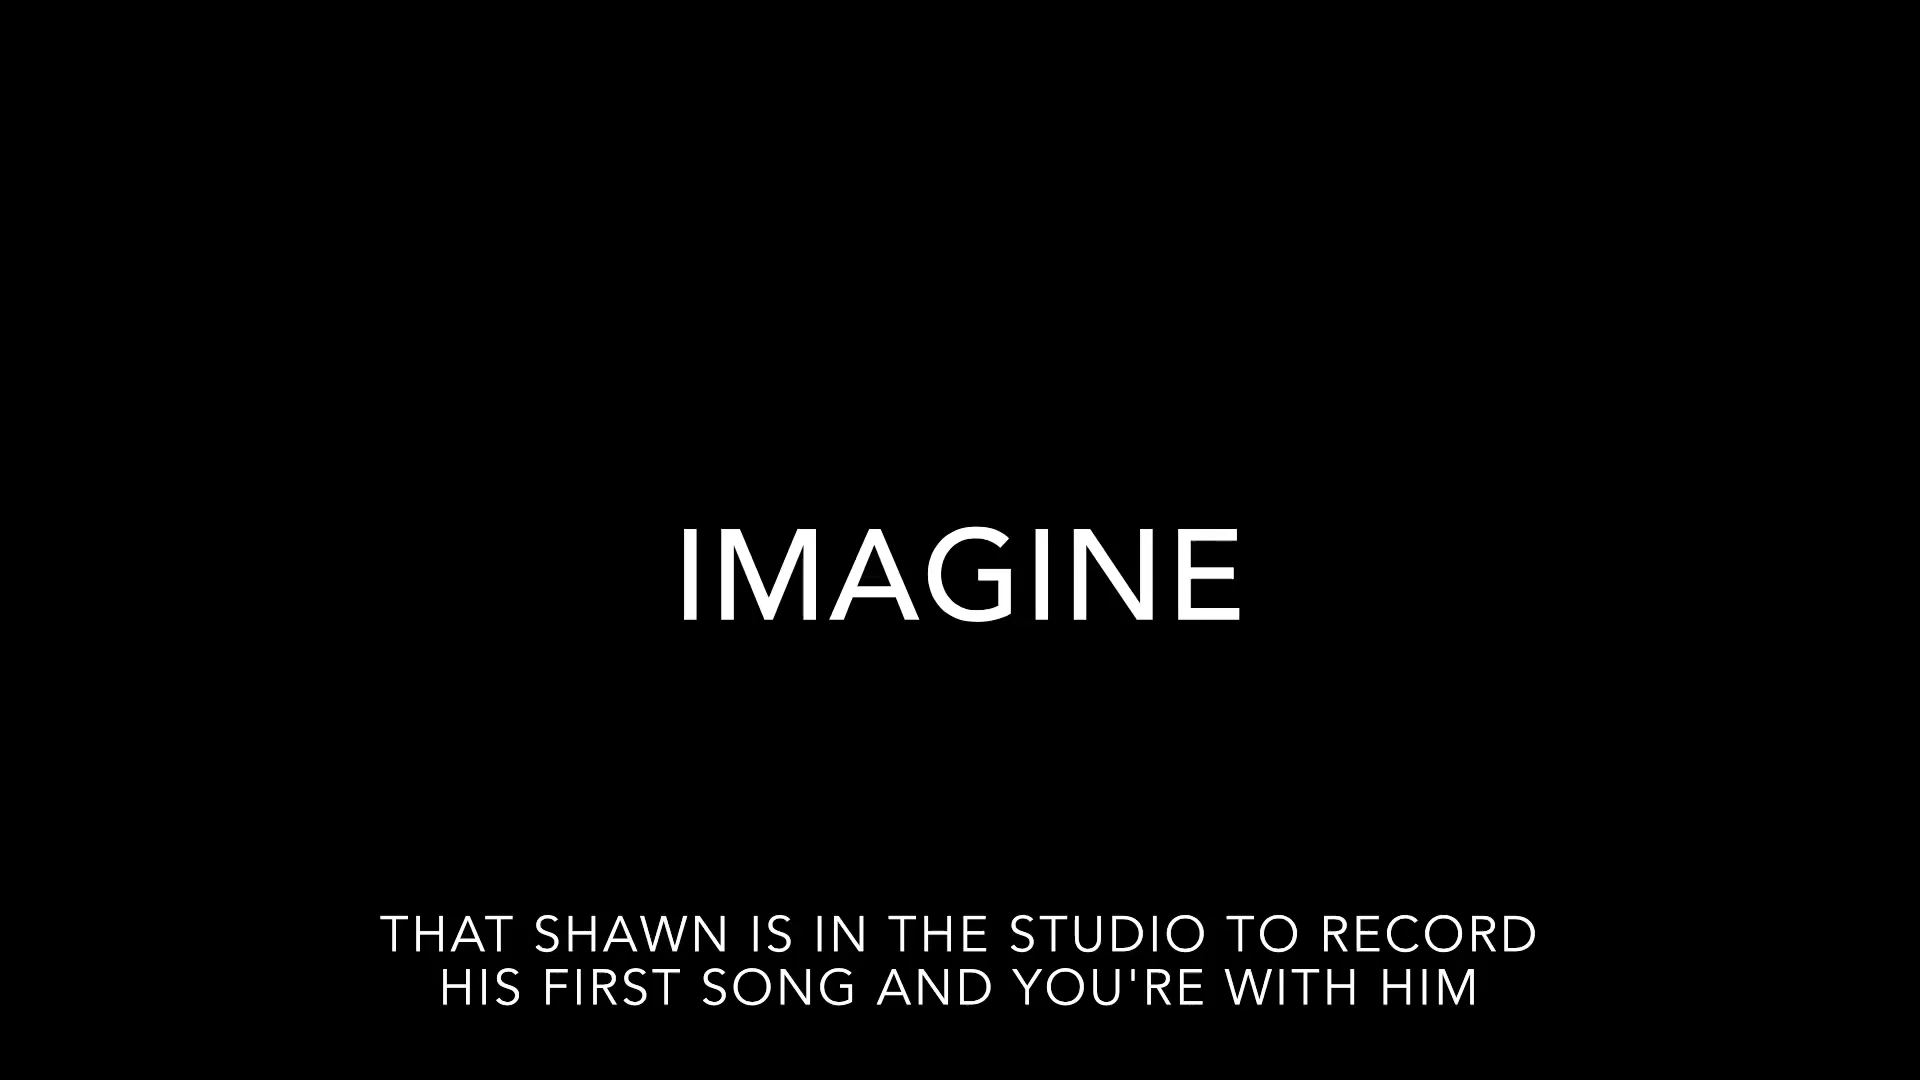 IMAGINE
THAT SHAWN IS IN THE STUDIO TO RECORD
HIS FIRST SONG AND YOU'RE WITH HIM